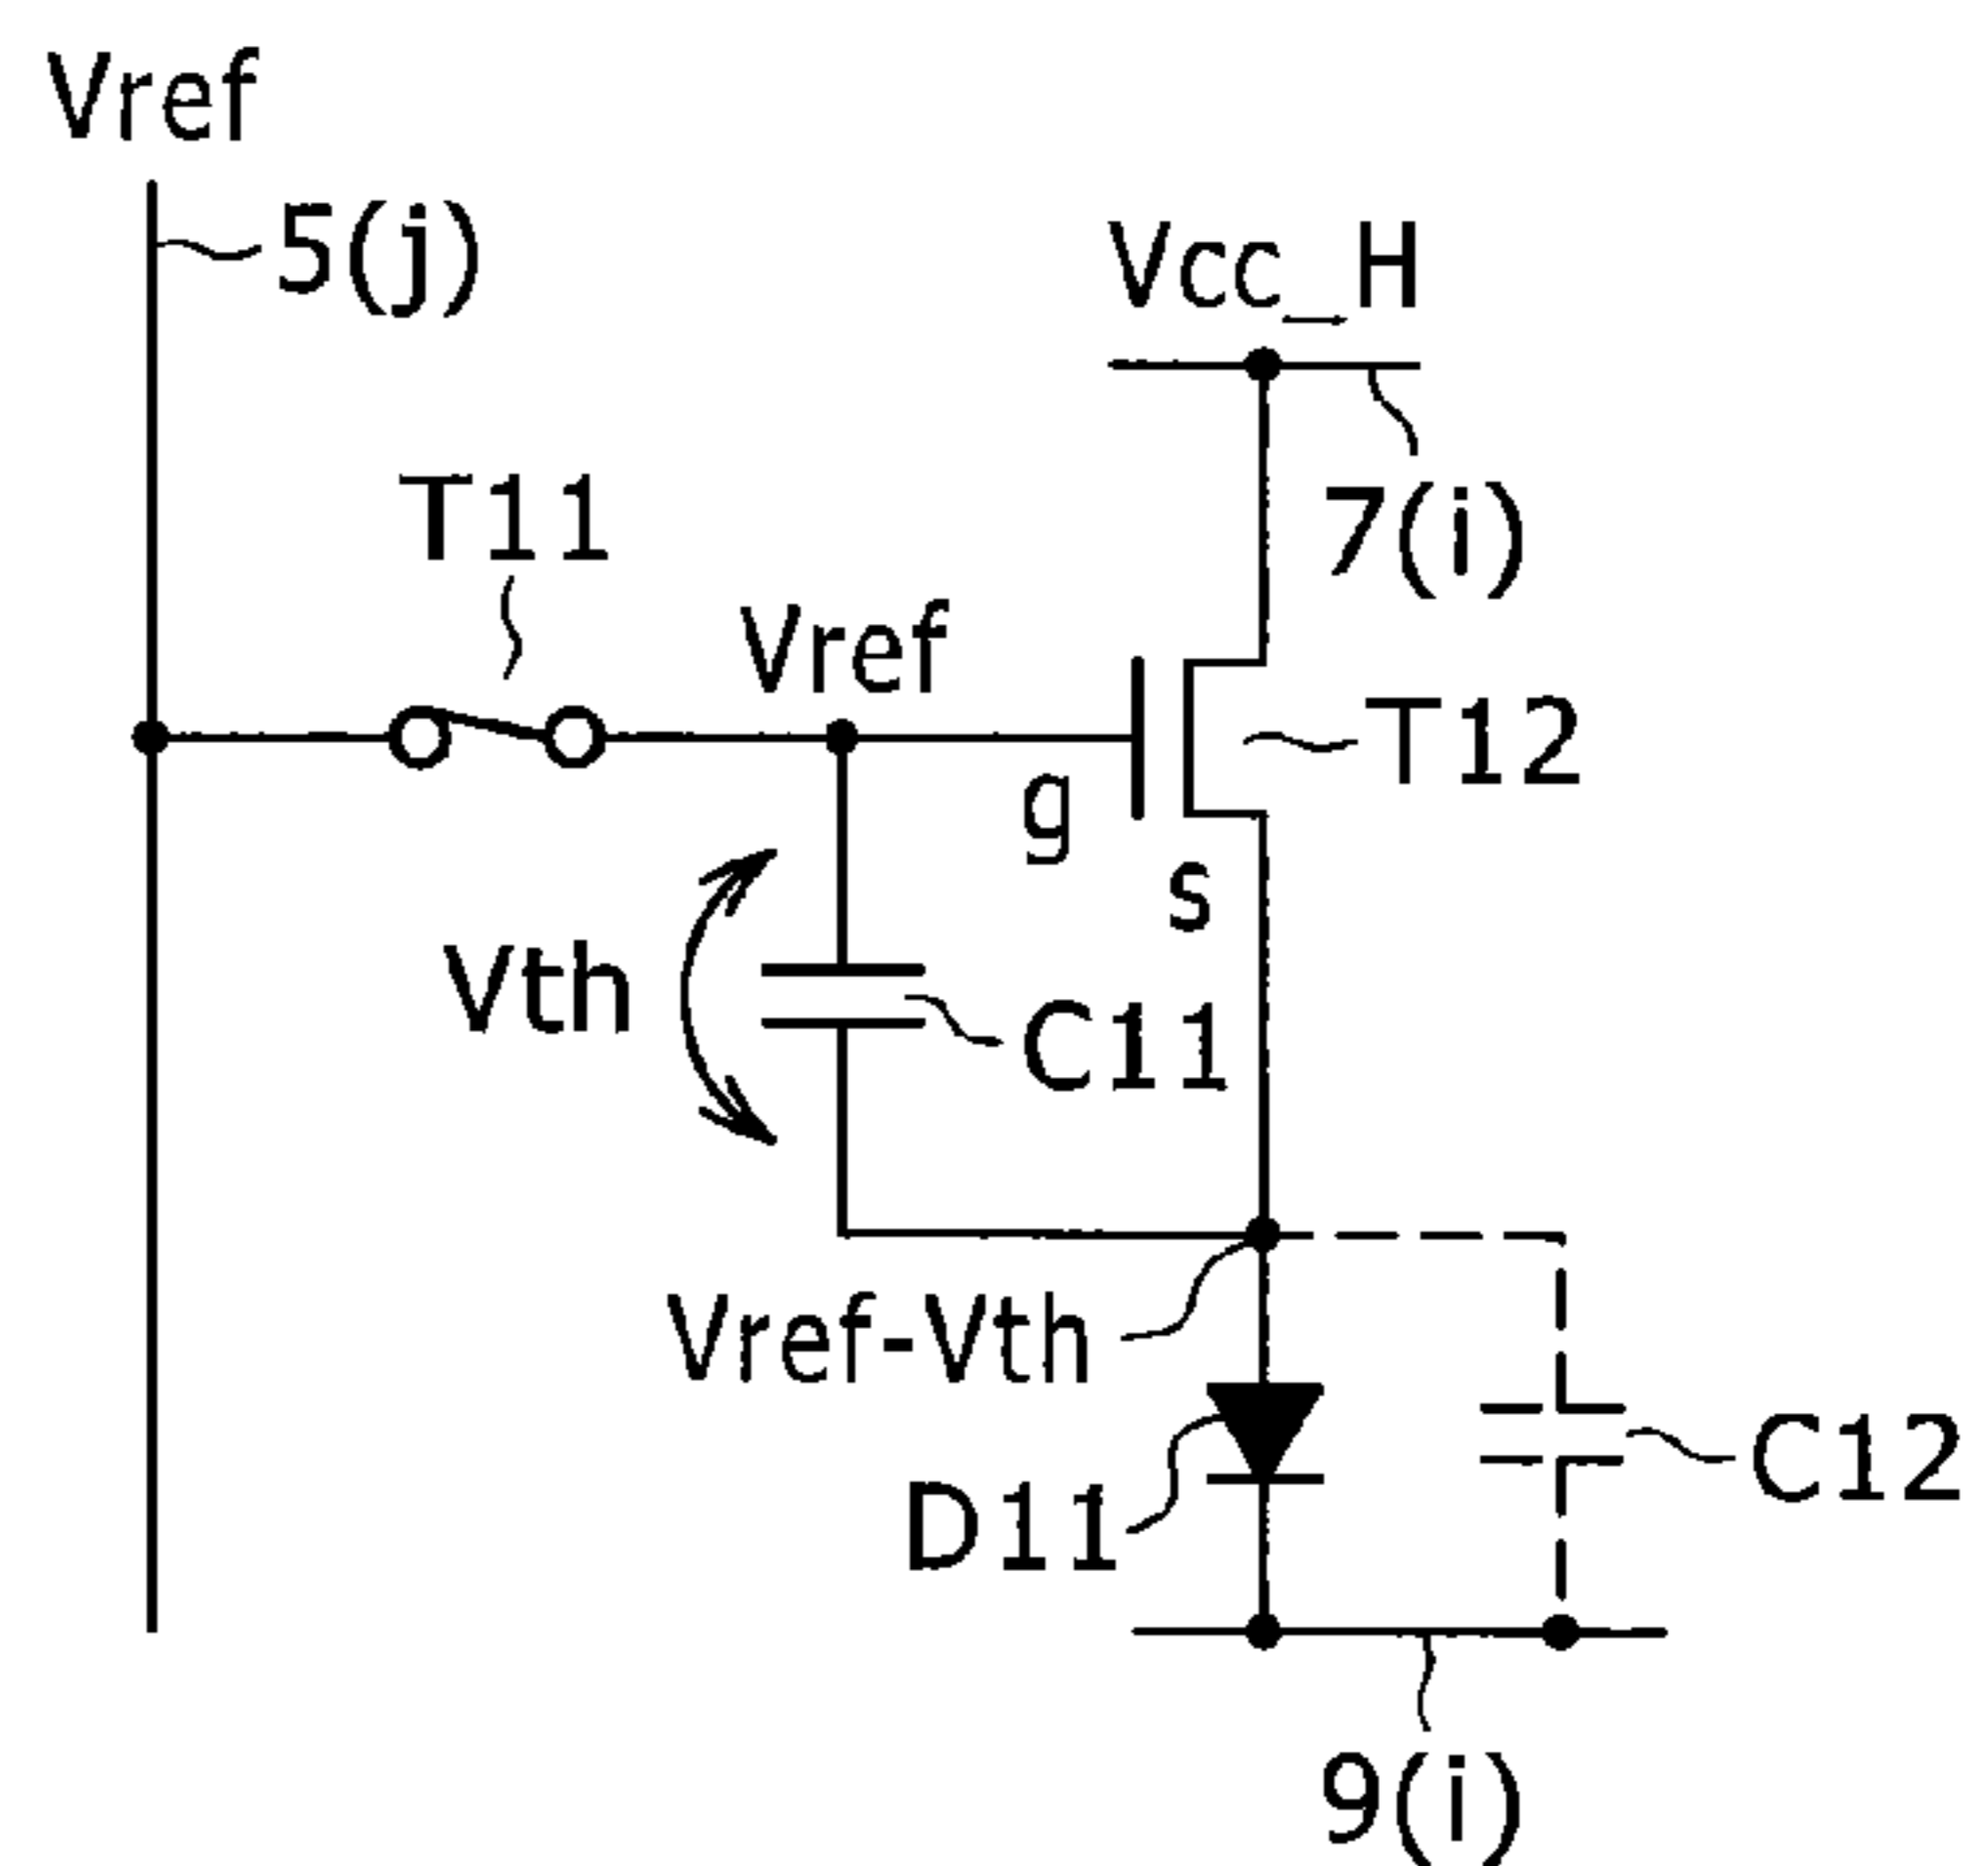 Vref
5(j)
Vcc_H
7(i)
T11
Vref
T12
g
s
Vth
C11
Vref-Vth
C12
D11
9(i)